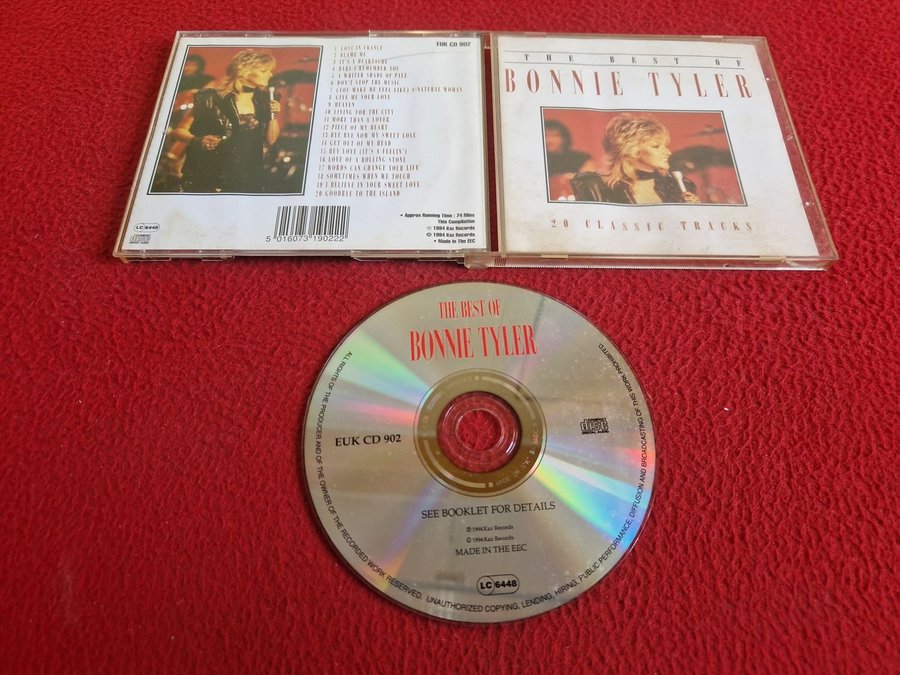 1 LOST IN FRANCE
2 BLAME ME
3 IT'S A HEARTACHE
4 BABY I REMEMBER YOU
5 A WHITER SHADE OF PALE
6 DON'T STOP THE MUSIC
7 (YOU MAKE ME FEEL LIKE) A NATURAL WOMAN
8 GIVE ME YOUR LOVE
9 HEAVEN
10 LIVING FOR THE CITY
11 MORE THAN A LOVER
12 PIECE OF MY HEART
13 BYE BYE NOW MY SWEET LOVE
14 GET OUT OF MY HEAD
15 HEY LOVE (IT'S A FEELIN')
16 LOVE OF A ROLLING STONE
17 WORDS CAN CHANGE YOUR LIFE
18 SOMETIMES WHEN WE TOUCH
19 I BELIEVE IN YOUR SWEET LOVE
20 GOODBYE TO THE ISLAND
EUK CD 902
LC 6448
5 016073 190222
• Approx Running Time : 74 Mins
This Compilation
℗ 1994 Kaz Records
© 1994 Kaz Records
• Made In The EEC
THE BEST OF
BONNIE TYLER
20 CLASSIC TRACKS
THE BEST OF
BONNIE TYLER
EUK CD 902
COMPACT
disc
DIGITAL AUDIO
SEE BOOKLET FOR DETAILS
℗ 1994 Kaz Records
© 1994 Kaz Records
MADE IN THE EEC
LC 6448
ALL RIGHTS OF THE PRODUCER AND OF THE OWNER OF THE RECORDED WORK RESERVED. UNAUTHORIZED COPYING, LENDING, HIRING, PUBLIC PERFORMANCE, DIFFUSION AND BROADCASTING OF THIS WORK PROHIBITED.